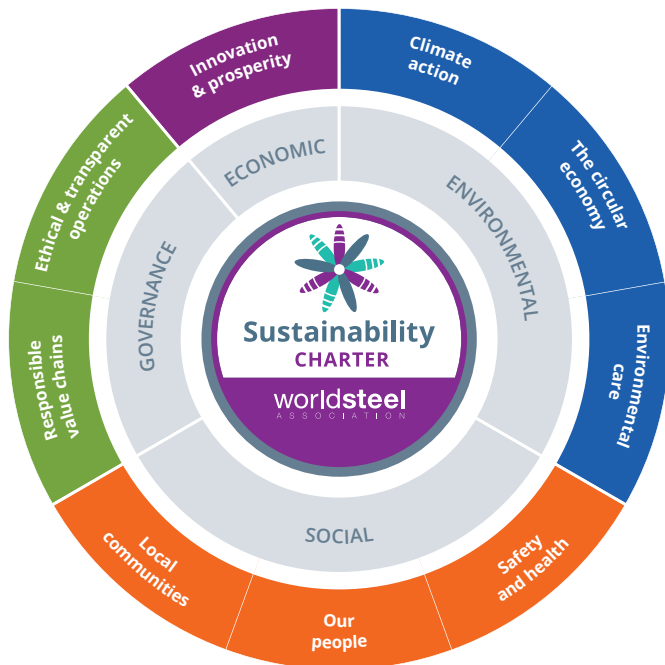 Innovation
& prosperity
Climate
action
The circular
economy
Environmental
care
Safety
and health
Our
people
Local
communities
Responsible
value chains
Ethical & transparent
operations
ECONOMIC
ENVIRONMENTAL
SOCIAL
GOVERNANCE
Sustainability
CHARTER
worldsteel
ASSOCIATION